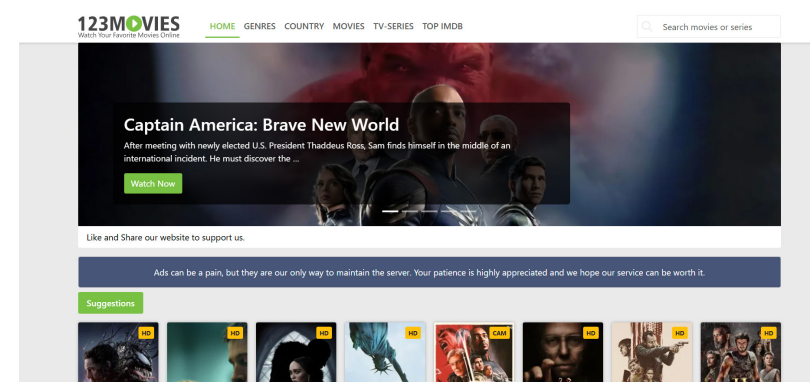 123MOVIES
Watch Your Favorite Movies Online
HOME GENRES COUNTRY MOVIES TV-SERIES TOP IMDB
Search movies or series
Captain America: Brave New World
After meeting with newly elected U.S. President Thaddeus Ross, Sam finds himself in the middle of an
international incident. He must discover the ...
Watch Now
Like and Share our website to support us.
Ads can be a pain, but they are our only way to maintain the server. Your patience is highly appreciated and we hope our service can be worth it.
Suggestions
HD HD HD HD CAM HD HD HD